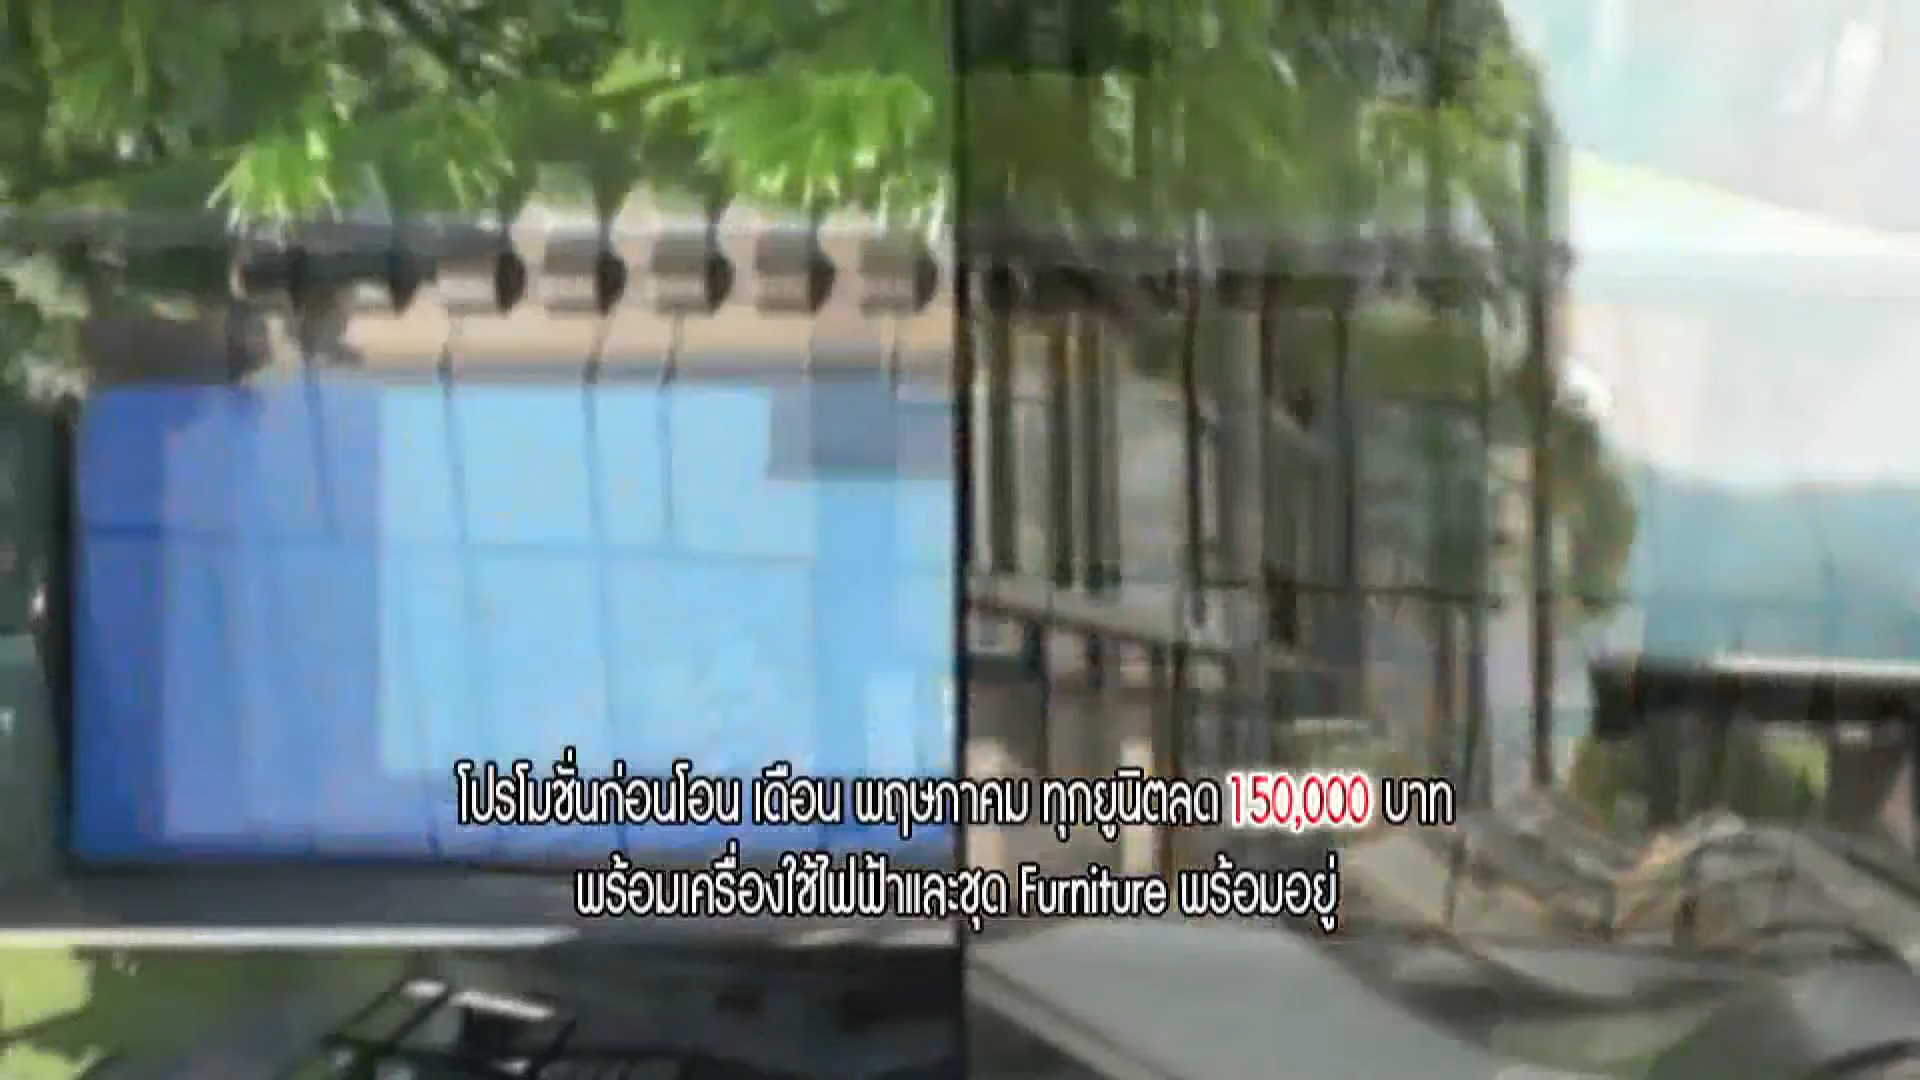 โปรโมชั่นก่อนโอน เดือน พฤษภาคม ทุกยูนิตลด 150,000 บาท
พร้อมเครื่องใช้ไฟฟ้าและชุด Furniture พร้อมอยู่